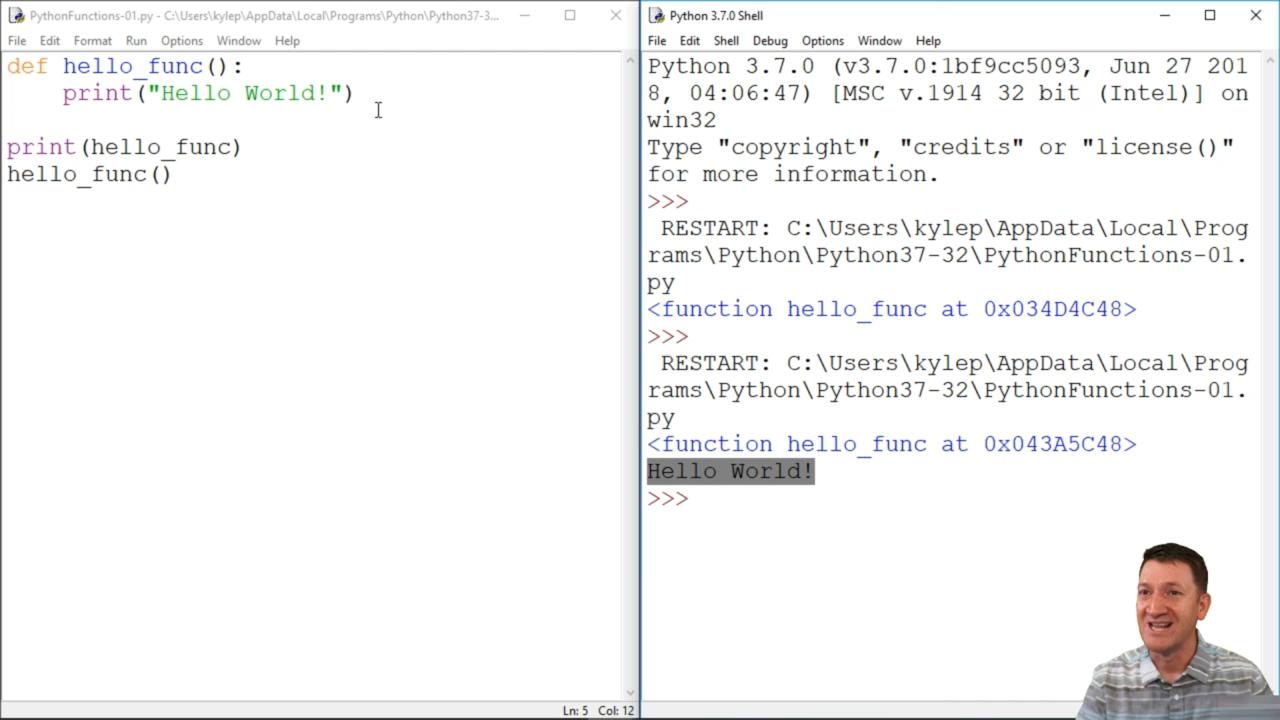 PythonFunctions-01.py - C:\Users\kylep\AppData\Local\Programs\Python\Python37-3...
File Edit Format Run Options Window Help
def hello_func():
    print("Hello World!")
print(hello_func)
hello_func()
Ln: 5 Col: 12
Python 3.7.0 Shell
File Edit Shell Debug Options Window Help
Python 3.7.0 (v3.7.0:1bf9cc5093, Jun 27 201
8, 04:06:47) [MSC v.1914 32 bit (Intel)] on
win32
Type "copyright", "credits" or "license()"
for more information.
>>>
 RESTART: C:\Users\kylep\AppData\Local\Prog
rams\Python\Python37-32\PythonFunctions-01.
py
<function hello_func at 0x034D4C48>
>>>
 RESTART: C:\Users\kylep\AppData\Local\Prog
rams\Python\Python37-32\PythonFunctions-01.
py
<function hello_func at 0x043A5C48>
Hello World!
>>>